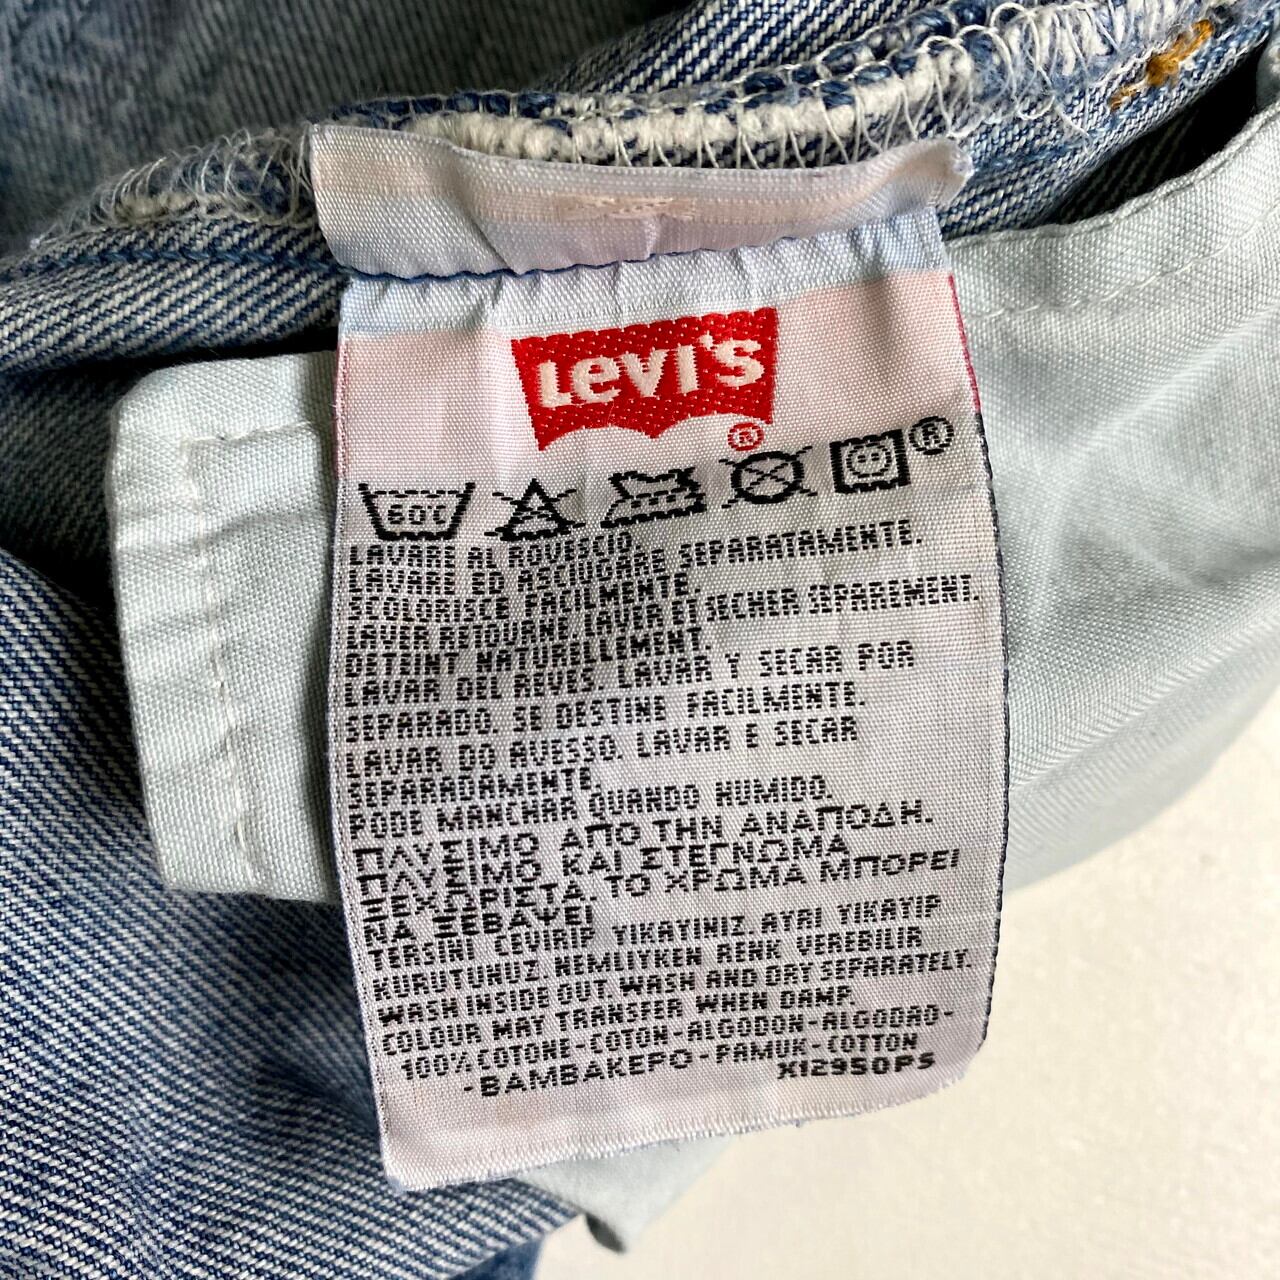 LEVI'S
®
60C ®
LAVARE AL ROVESCIO.
LAVARE ED ASCIUGARE SEPARATAMENTE.
SCOLORISCE FACILMENTE.
LAVER RETOURNE. LAVER ET SECHER SEPAREMENT.
DETEINT NATURELLEMENT.
LAVAR DEL REVES. LAVAR Y SECAR POR
SEPARADO. SE DESTINE FACILMENTE.
LAVAR DO AVESSO. LAVAR E SECAR
SEPARADAMENTE.
PODE MANCHAR QUANDO HUMIDO.
ΠΛΥΣΙΜΟ ΑΠΟ ΤΗΝ ΑΝΑΠΟΔΗ.
ΠΛΥΣΙΜΟ ΚΑΙ ΣΤΕΓΝΩΜΑ
ΞΕΧΩΡΙΣΤΑ. ΤΟ ΧΡΩΜΑ ΜΠΟΡΕΙ
ΝΑ ΞΕΒΑΨΕΙ
TERSINI CEVIRIP YIKAYINIZ. AYRI YIKAYIP
KURUTUNUZ. NEMLIYKEN RENK VEREBILIR
WASH INSIDE OUT. WASH AND DRY SEPARATELY.
COLOUR MAY TRANSFER WHEN DAMP.
100% COTONE-COTON-ALGODON-ALGODAO-
-ΒΑΜΒΑΚΕΡΟ-PAMUK-COTTON
X12950PS